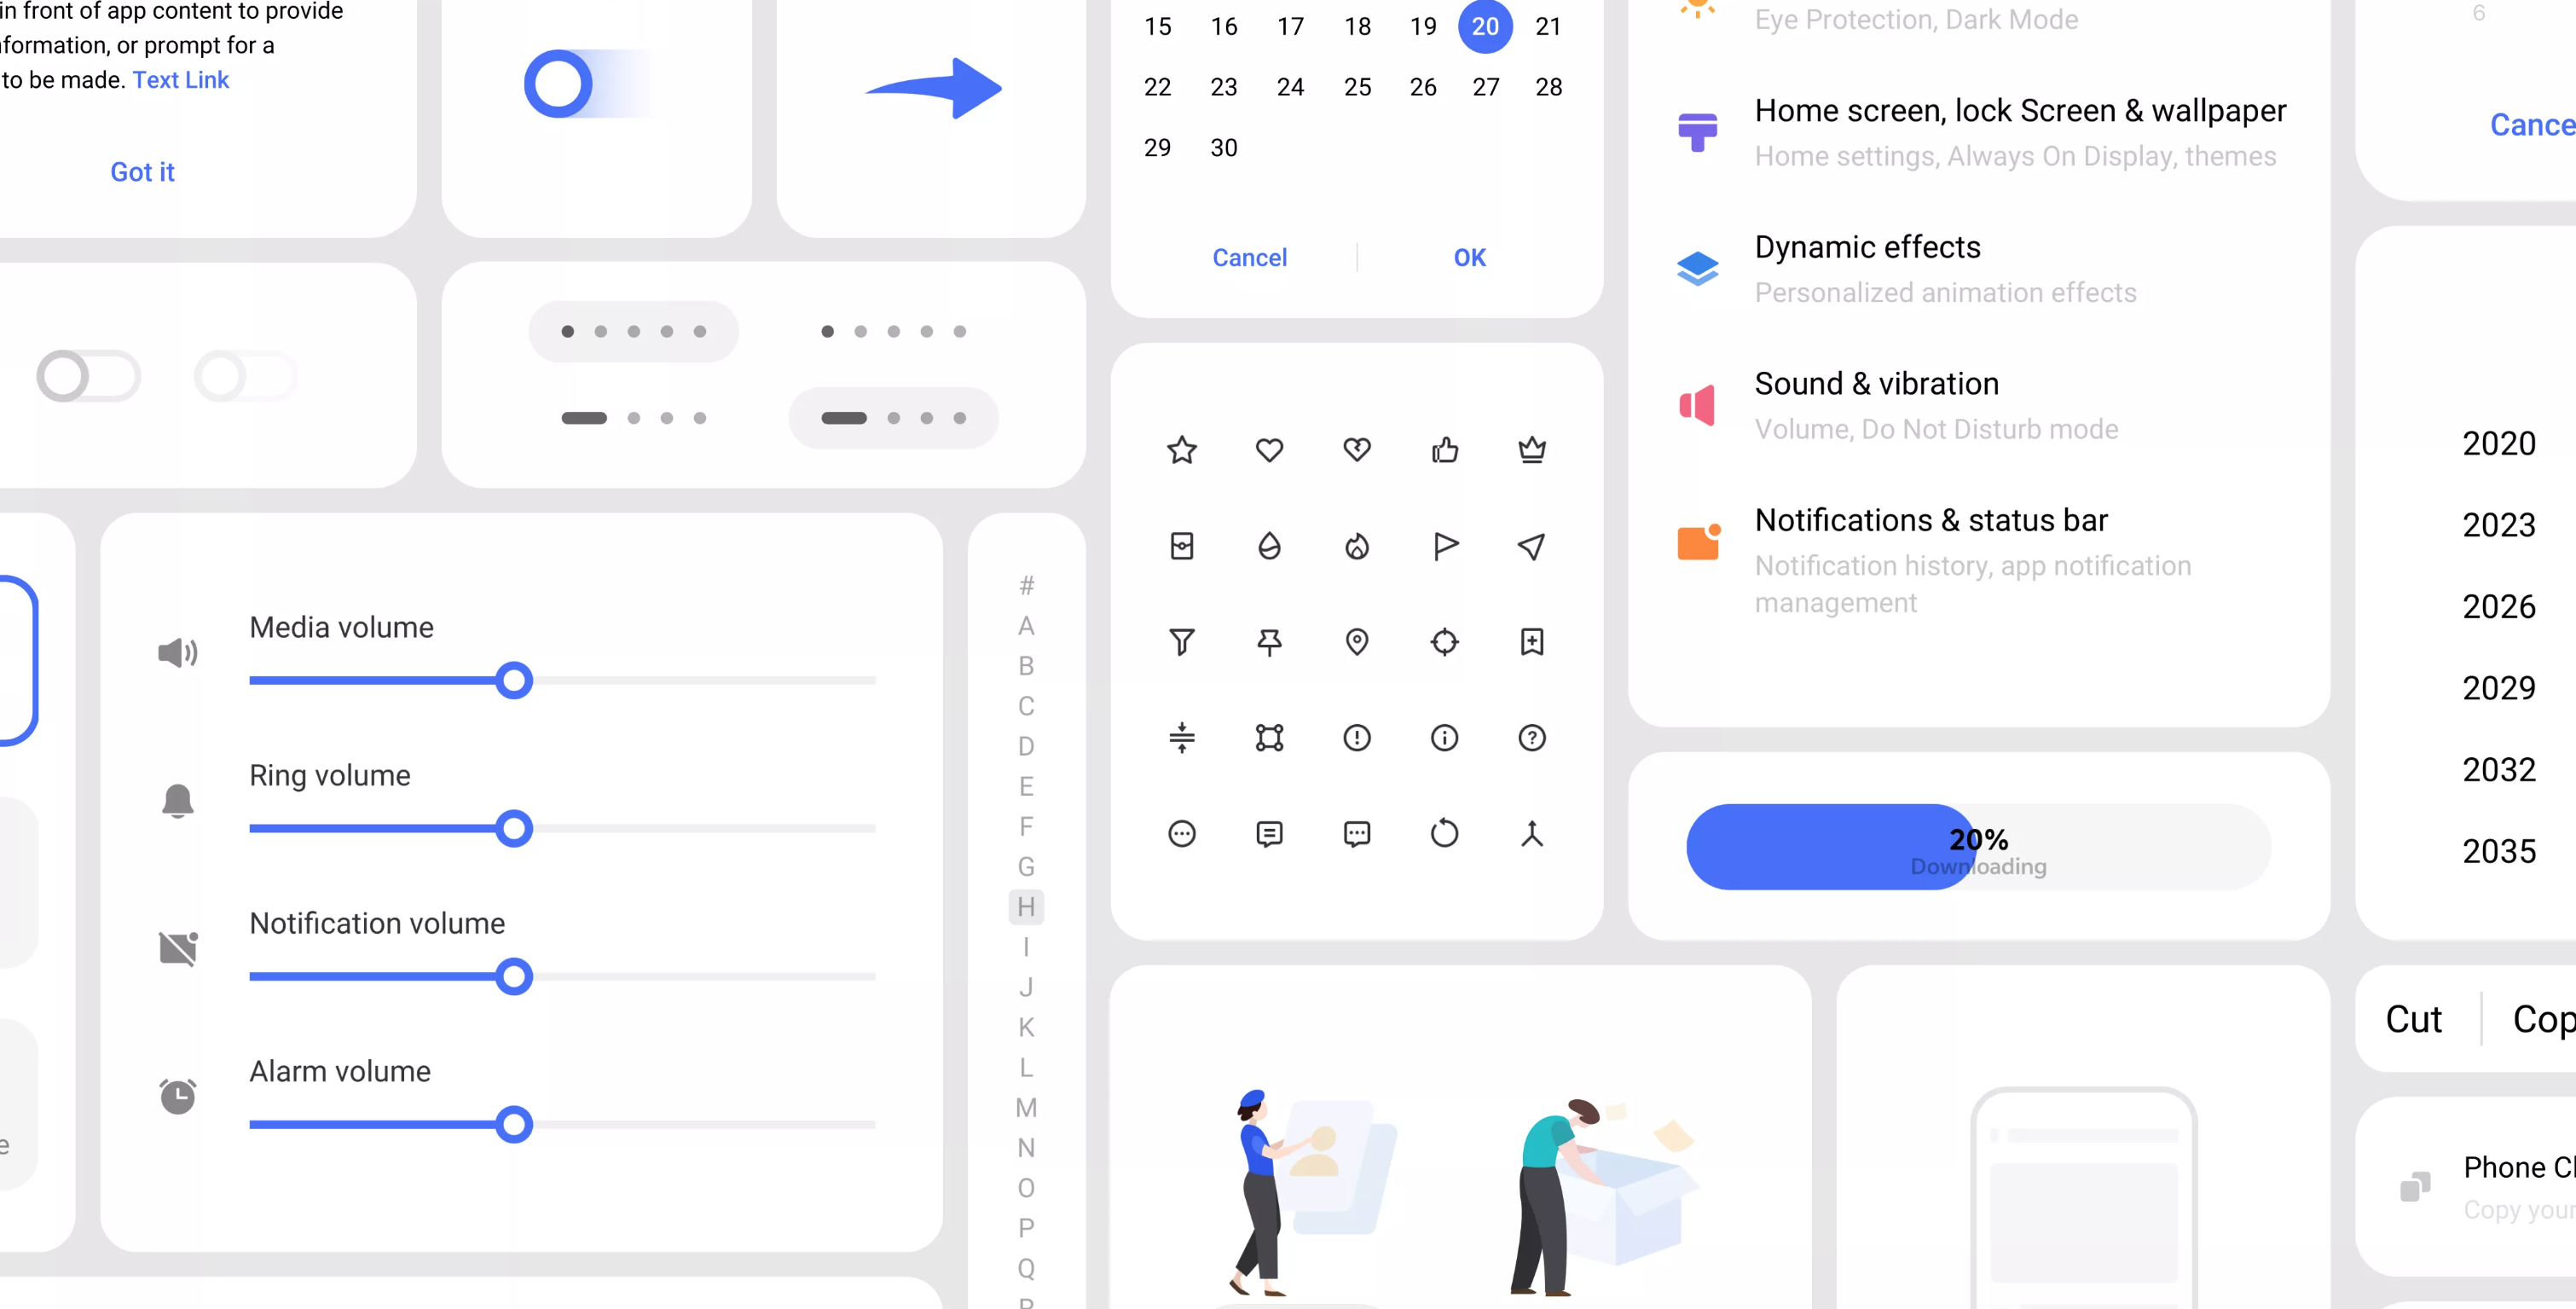 in front of app content to provide
formation, or prompt for a
to be made. Text Link
Got it
15 16 17 18 19 20 21
22 23 24 25 26 27 28
29 30
Cancel
OK
Eye Protection, Dark Mode
Home screen, lock Screen & wallpaper
Home settings, Always On Display, themes
Dynamic effects
Personalized animation effects
Sound & vibration
Volume, Do Not Disturb mode
Notifications & status bar
Notification history, app notification
management
6
Cance
2020
2023
2026
2029
2032
2035
Media volume
Ring volume
Notification volume
Alarm volume
#
A
B
C
D
E
F
G
H
I
J
K
L
M
N
O
P
Q
20%
Downloading
Cut
Cop
Phone C
Copy your
e